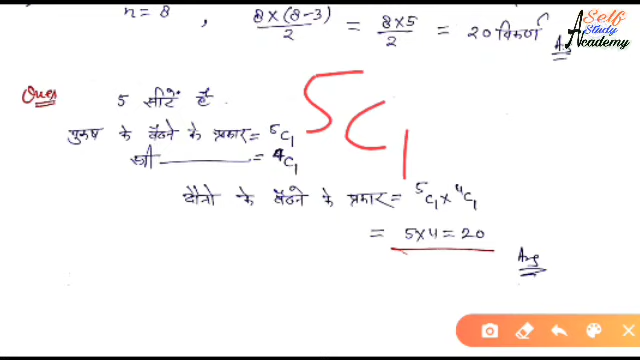 n = 8 , 8 × (8-3) / 2 = 8 × 5 / 2 = 20 विकर्ण Ans
Self Study Academy
Ques 5 सीटें हैं.
पुरुष के बैठने के प्रकार = ⁵C₁
स्त्री ———— = ⁴C₁
5C₁
दोनो के बैठने के प्रकार = ⁵C₁ × ⁴C₁
= 5×4 = 20
Ans